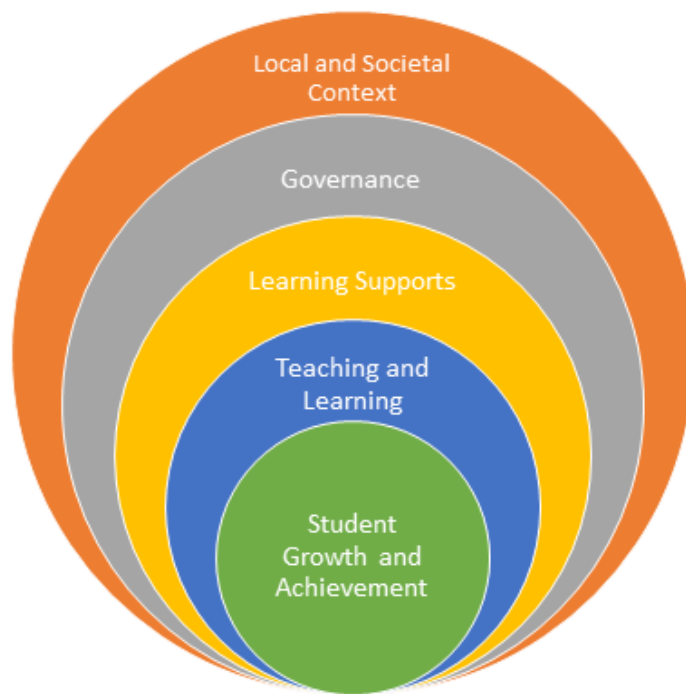 Local and Societal
Context
Governance
Learning Supports
Teaching and
Learning
Student
Growth and
Achievement